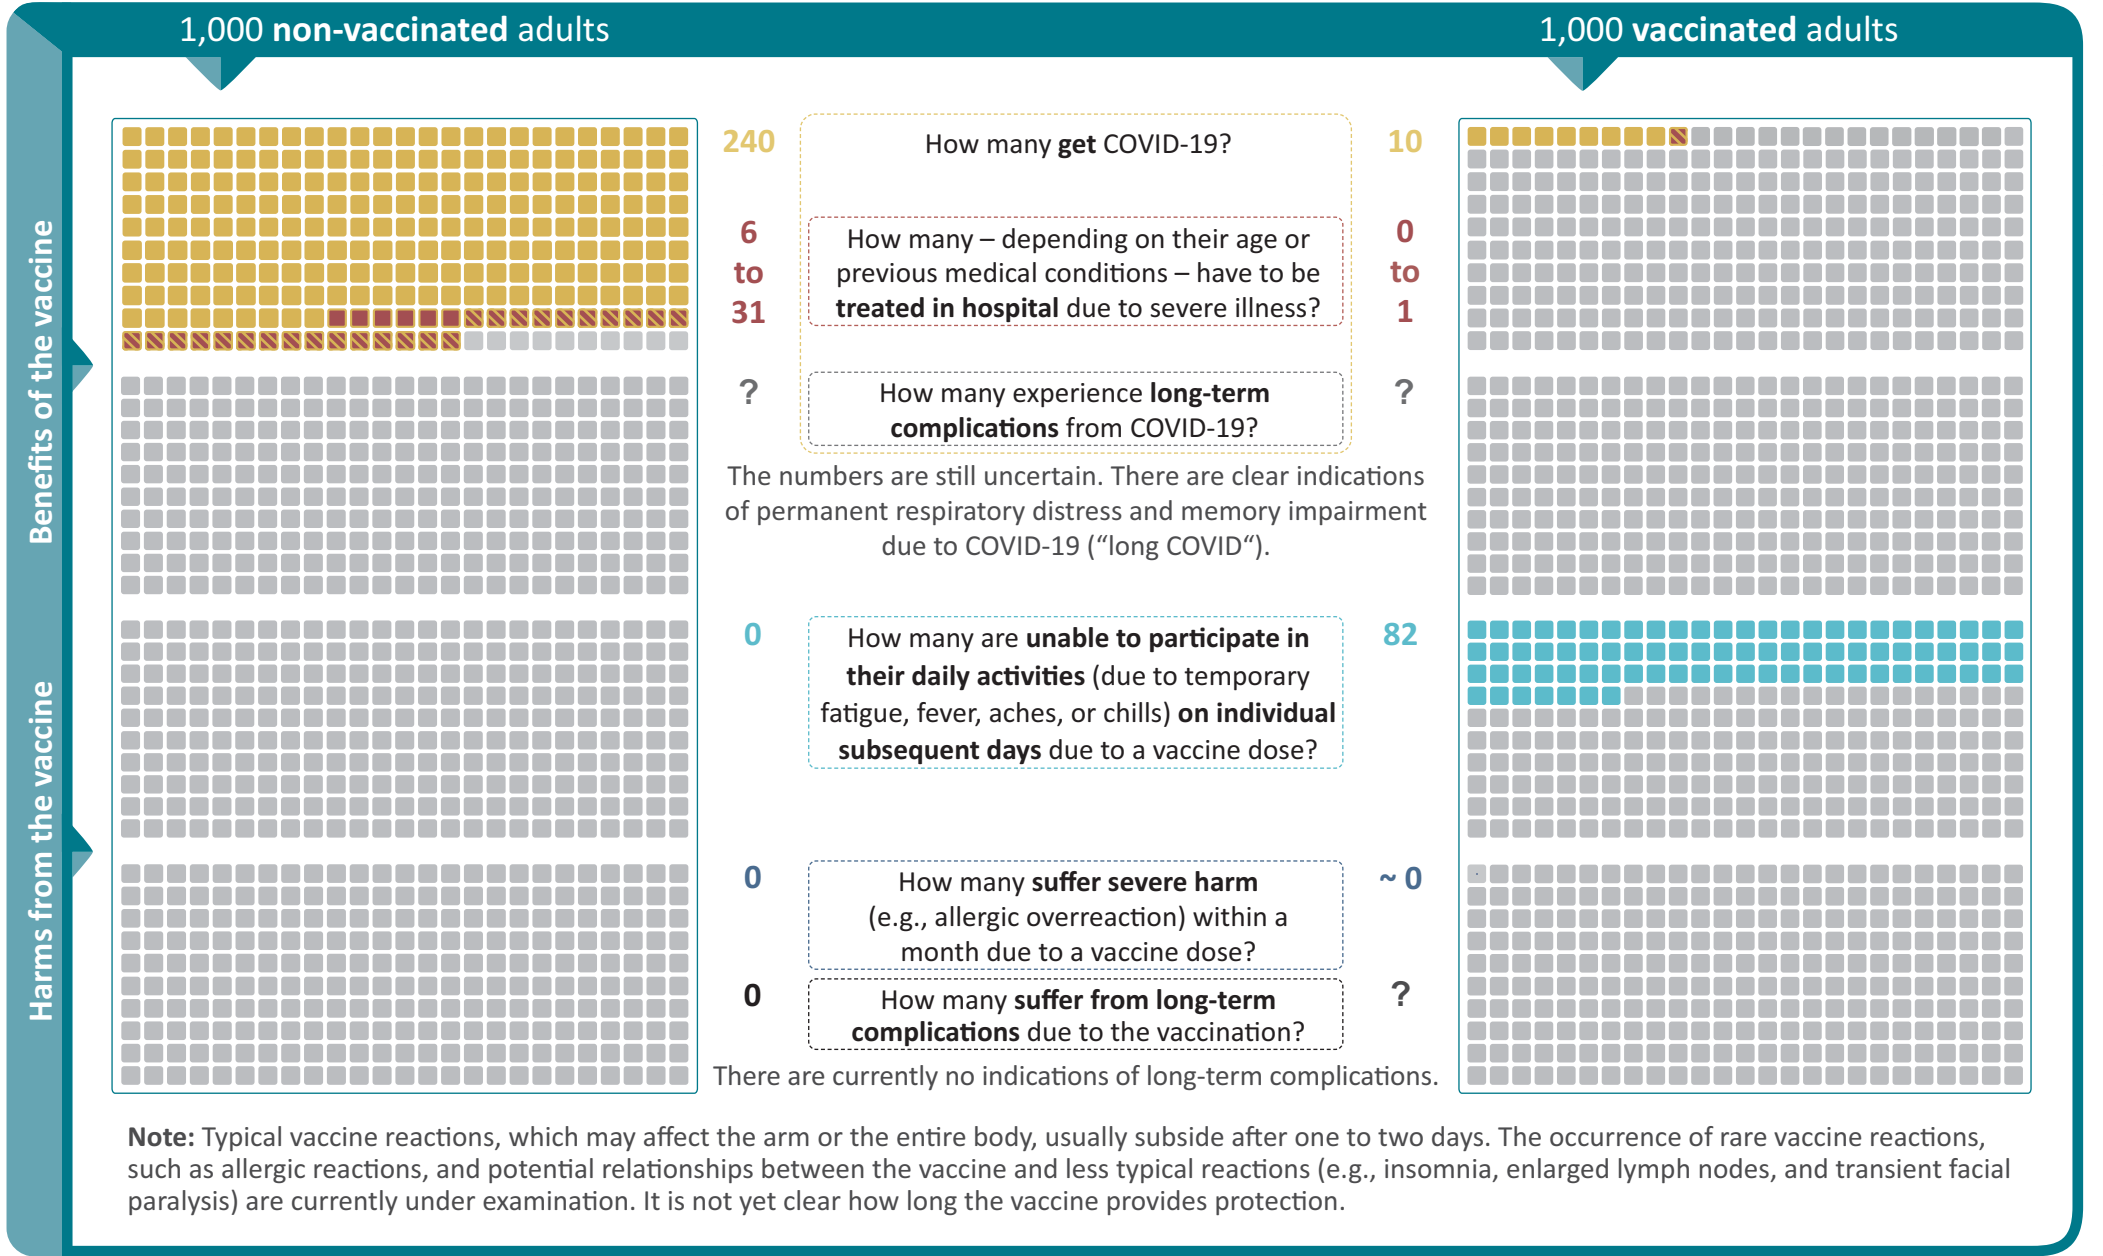 1,000 non-vaccinated adults
1,000 vaccinated adults
Benefits of the vaccine
240
How many get COVID-19?
10
6
to
31
How many – depending on their age or
previous medical conditions – have to be
treated in hospital due to severe illness?
0
to
1
?
How many experience long-term
complications from COVID-19?
?
The numbers are still uncertain. There are clear indications
of permanent respiratory distress and memory impairment
due to COVID-19 (“long COVID“).
Harms from the vaccine
0
How many are unable to participate in
their daily activities (due to temporary
fatigue, fever, aches, or chills) on individual
subsequent days due to a vaccine dose?
82
0
How many suffer severe harm
(e.g., allergic overreaction) within a
month due to a vaccine dose?
~ 0
0
How many suffer from long-term
complications due to the vaccination?
?
There are currently no indications of long-term complications.
Note: Typical vaccine reactions, which may affect the arm or the entire body, usually subside after one to two days. The occurrence of rare vaccine reactions,
such as allergic reactions, and potential relationships between the vaccine and less typical reactions (e.g., insomnia, enlarged lymph nodes, and transient facial
paralysis) are currently under examination. It is not yet clear how long the vaccine provides protection.